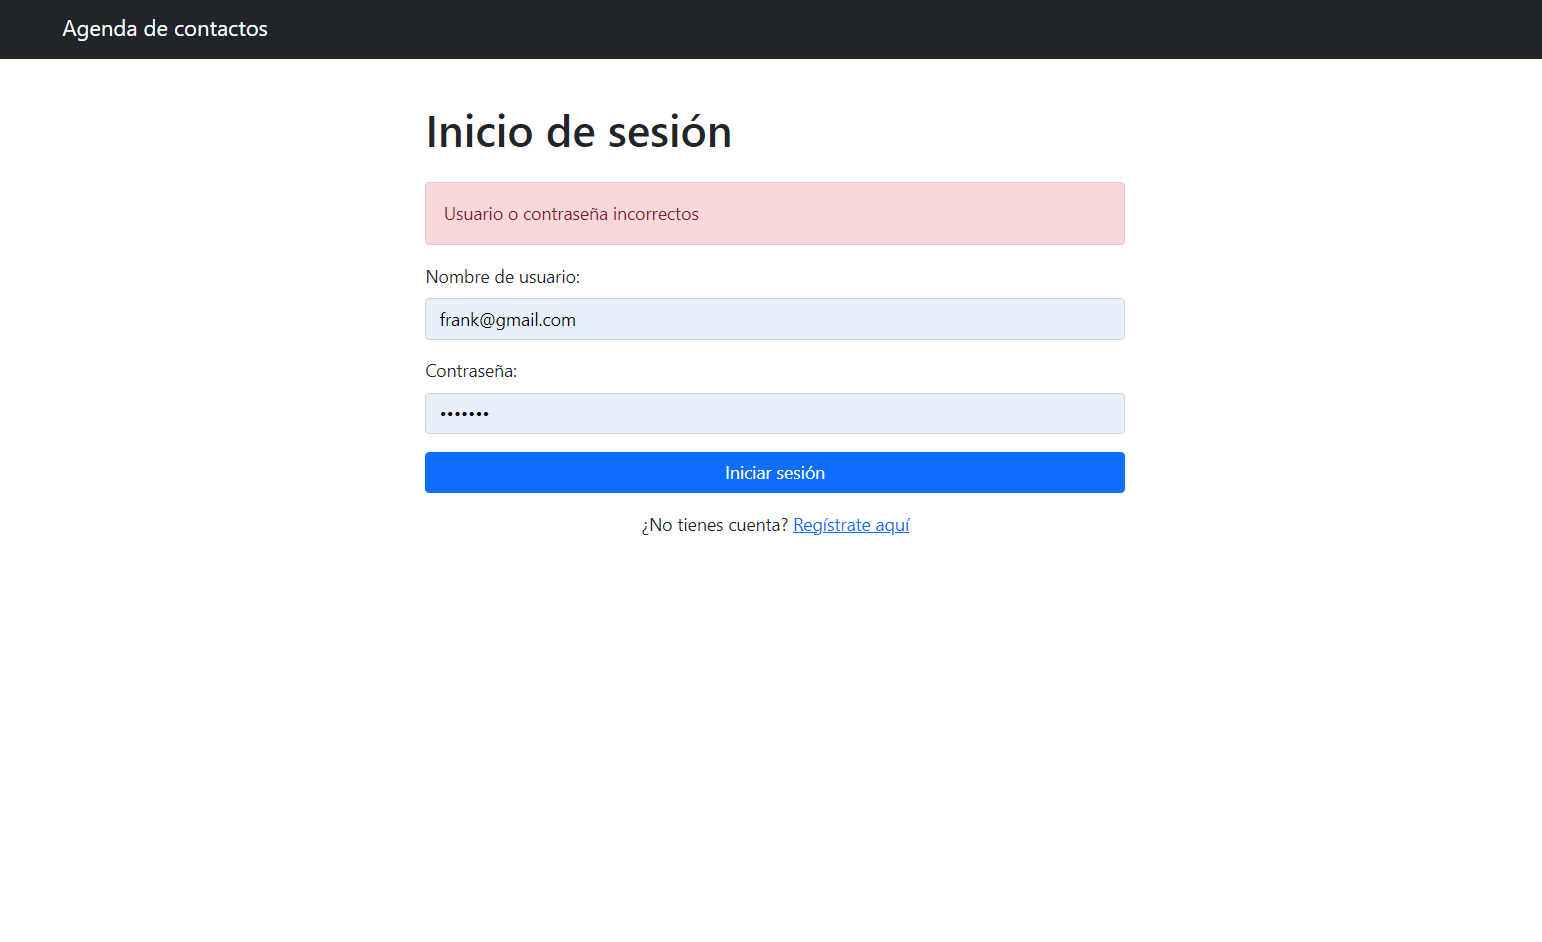 Agenda de contactos
Inicio de sesión
Usuario o contraseña incorrectos
Nombre de usuario:
frank@gmail.com
Contraseña:
•••••••
Iniciar sesión
¿No tienes cuenta? Regístrate aquí